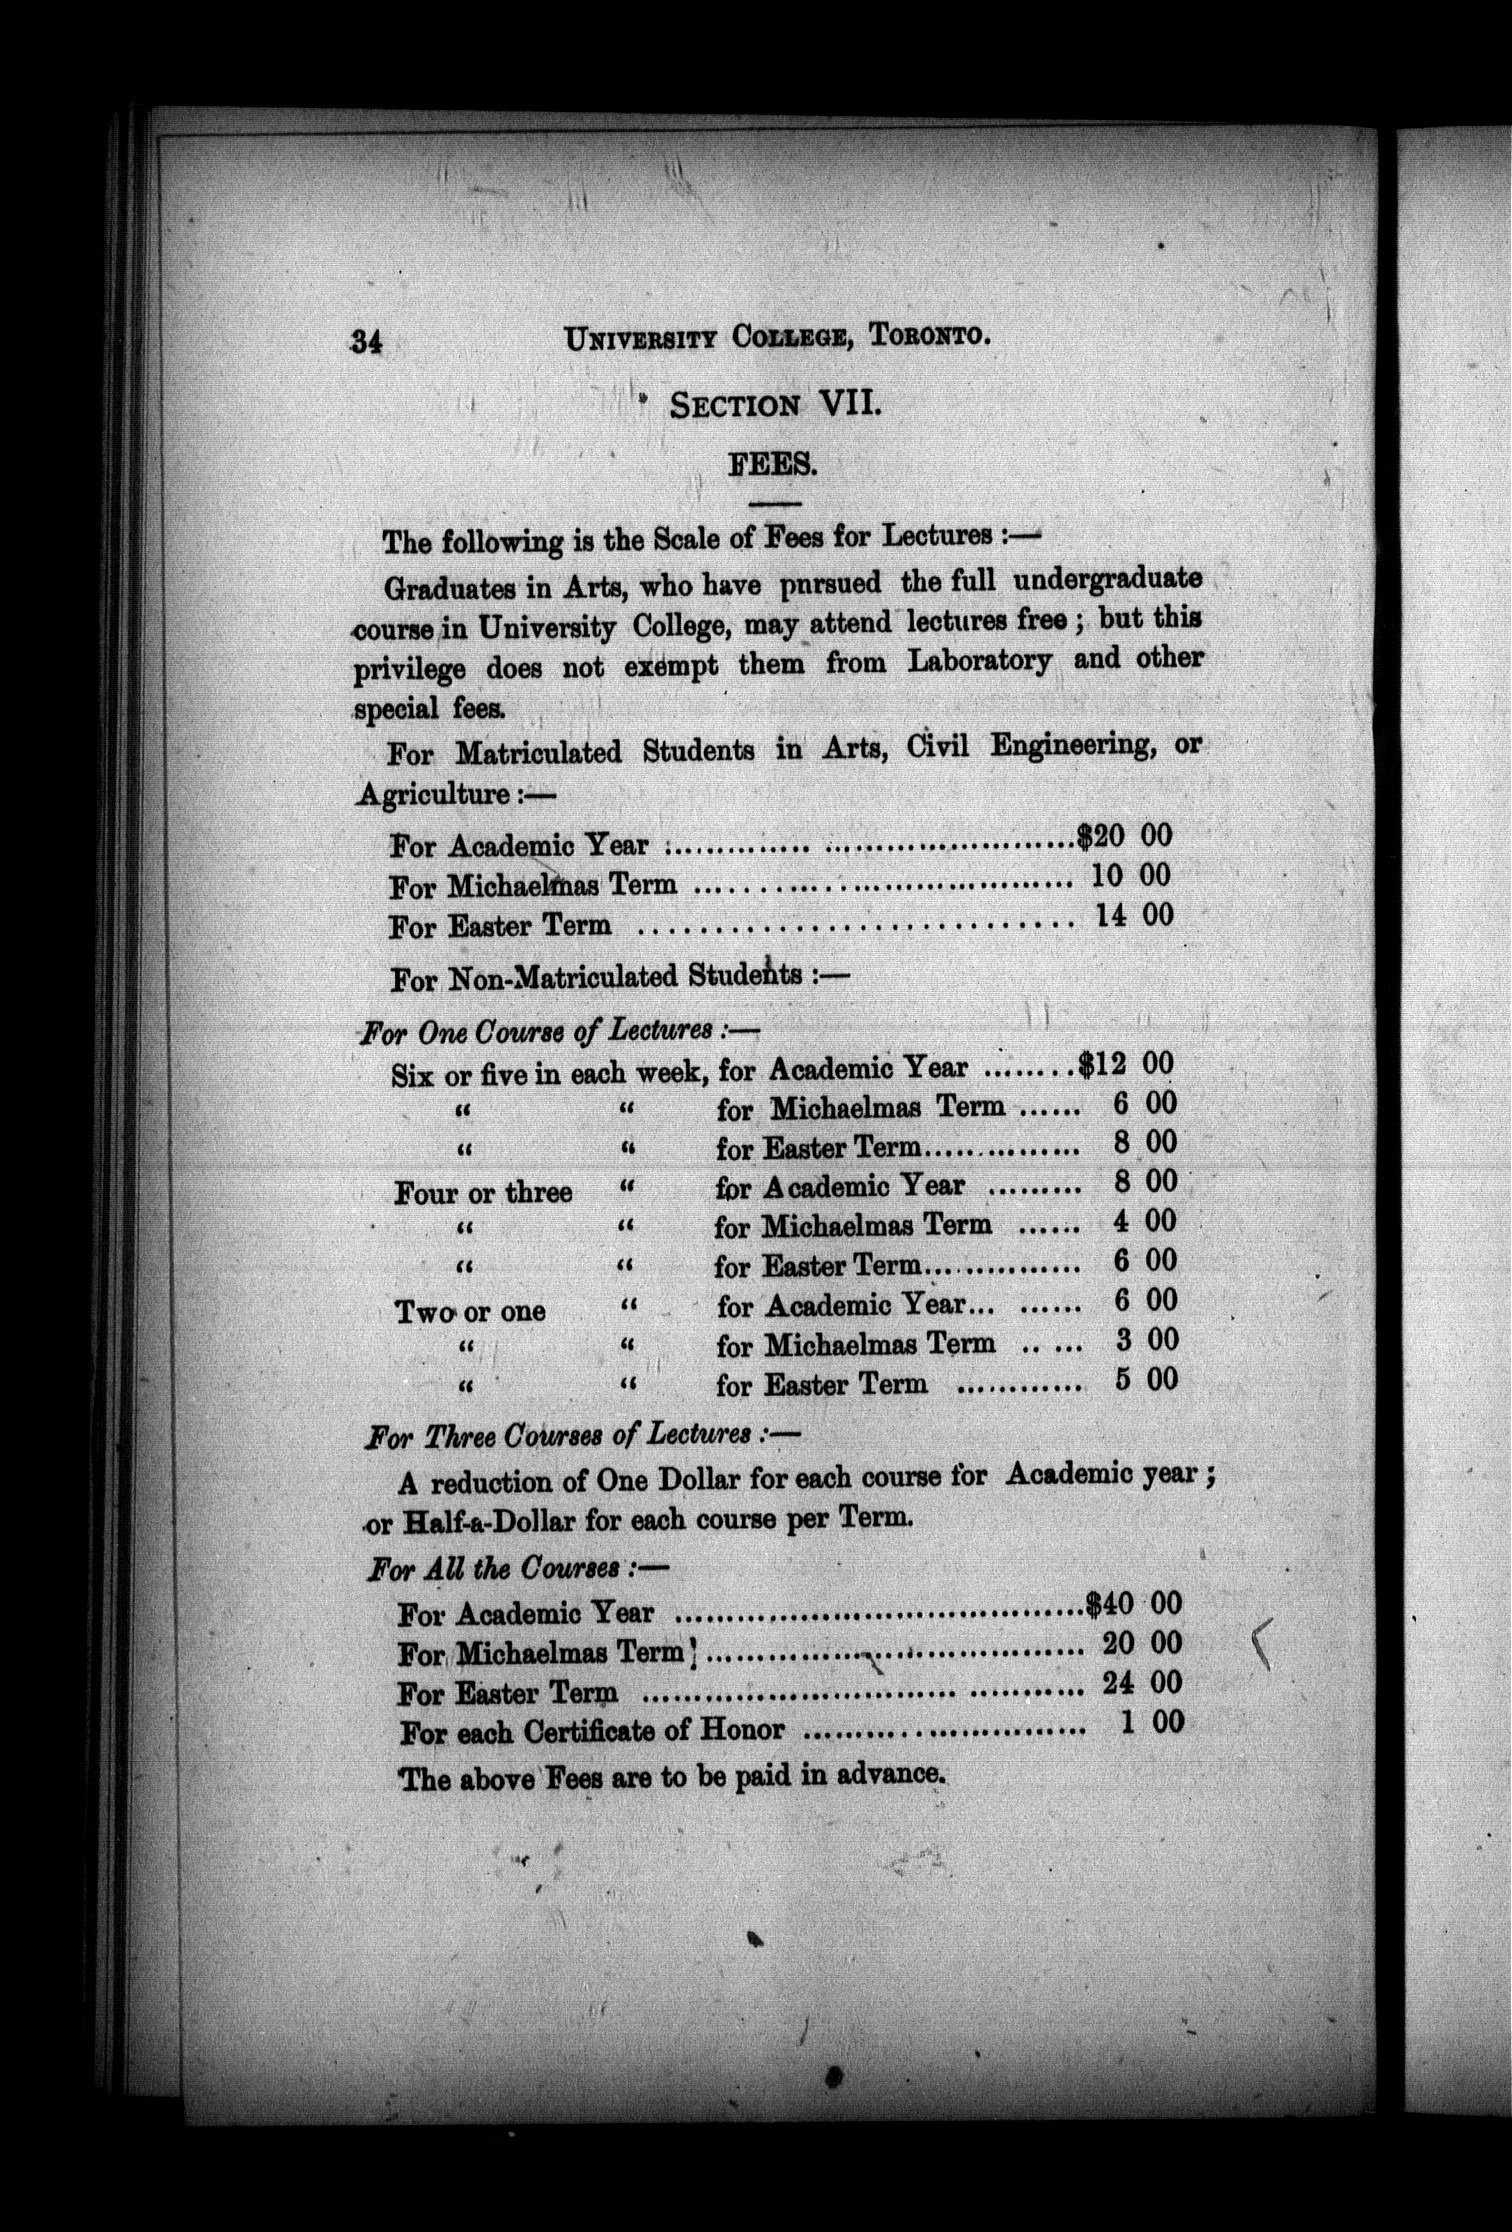 34 UNIVERSITY COLLEGE, TORONTO.
SECTION VII.
FEES.
The following is the Scale of Fees for Lectures :—
Graduates in Arts, who have pnrsued the full undergraduate
course in University College, may attend lectures free ; but this
privilege does not exempt them from Laboratory and other
special fees.
For Matriculated Students in Arts, Civil Engineering, or
Agriculture :—
For Academic Year ........................................ $20 00
For Michaelmas Term .................................... 10 00
For Easter Term ............................ 14 00
For Non-Matriculated Students :—
For One Course of Lectures :—
Six or five in each week, for Academic Year ........ $12 00
“ “ for Michaelmas Term ...... 6 00
“ “ for Easter Term............... 8 00
Four or three “ for Academic Year ......... 8 00
“ “ for Michaelmas Term ...... 4 00
“ “ for Easter Term............... 6 00
Two or one “ for Academic Year... ...... 6 00
“ “ for Michaelmas Term .. ... 3 00
“ “ for Easter Term ............ 5 00
For Three Courses of Lectures :—
A reduction of One Dollar for each course for Academic year ;
or Half-a-Dollar for each course per Term.
For All the Courses :—
For Academic Year ........................................ $40 00
For Michaelmas Term ..................................... 20 00
For Easter Term .............................. ........... 24 00
For each Certificate of Honor ........................... 1 00
The above Fees are to be paid in advance.